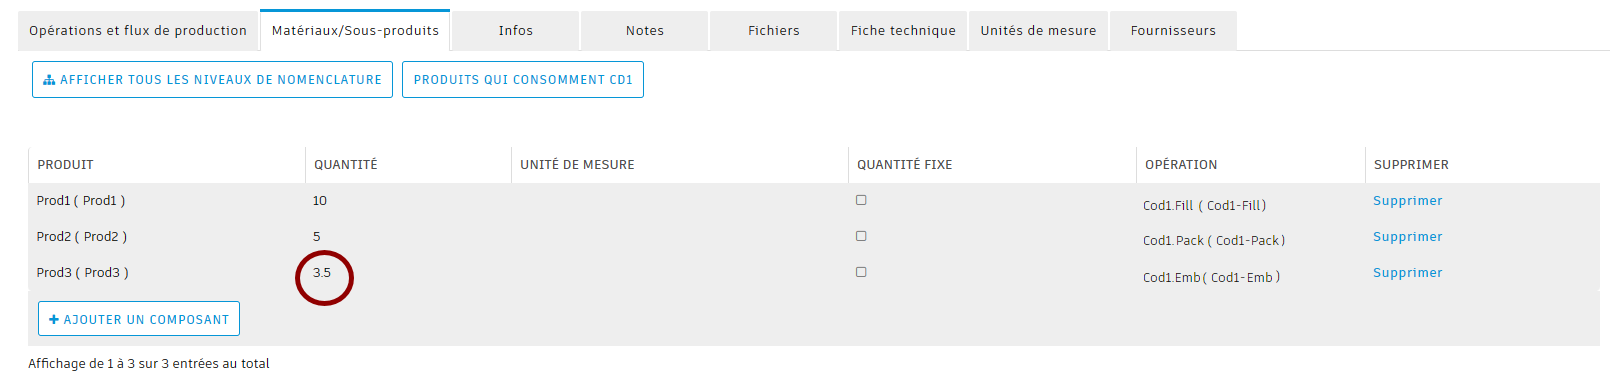 Opérations et flux de production Matériaux/Sous-produits Infos Notes Fichiers Fiche technique Unités de mesure Fournisseurs
AFFICHER TOUS LES NIVEAUX DE NOMENCLATURE PRODUITS QUI CONSOMMENT CD1
PRODUIT QUANTITÉ UNITÉ DE MESURE QUANTITÉ FIXE OPÉRATION SUPPRIMER
Prod1 ( Prod1 ) 10 Cod1.Fill ( Cod1-Fill) Supprimer
Prod2 ( Prod2 ) 5 Cod1.Pack ( Cod1-Pack) Supprimer
Prod3 ( Prod3 ) 3.5 Cod1.Emb ( Cod1-Emb ) Supprimer
AJOUTER UN COMPOSANT
Affichage de 1 à 3 sur 3 entrées au total